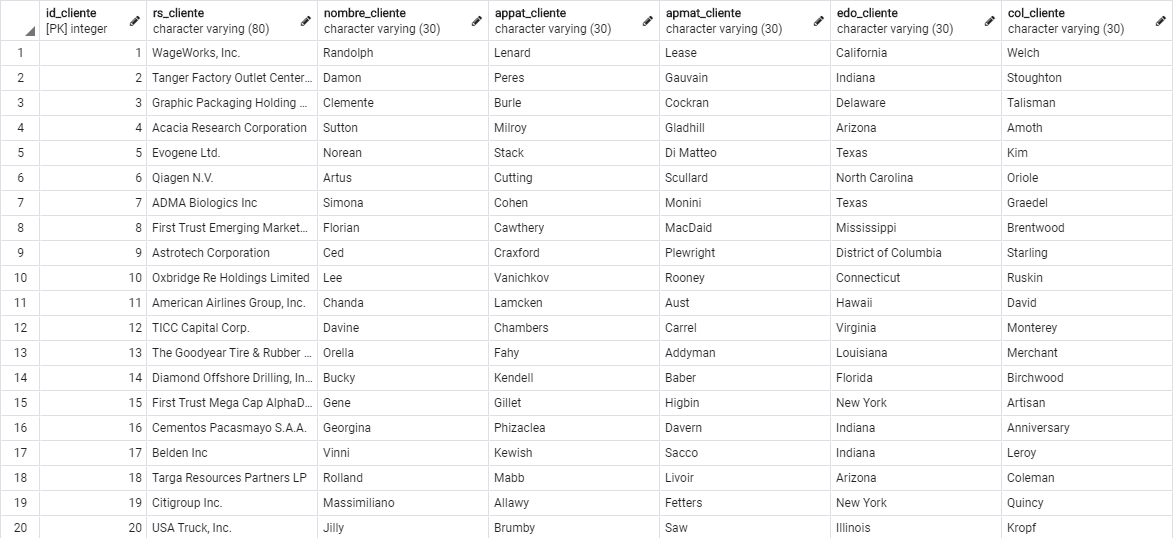 id_cliente rs_cliente nombre_cliente appat_cliente apmat_cliente edo_cliente col_cliente
[PK] integer character varying (80) character varying (30) character varying (30) character varying (30) character varying (30) character varying (30)
1 1 WageWorks, Inc. Randolph Lenard Lease California Welch
2 2 Tanger Factory Outlet Center... Damon Peres Gauvain Indiana Stoughton
3 3 Graphic Packaging Holding ... Clemente Burle Cockran Delaware Talisman
4 4 Acacia Research Corporation Sutton Milroy Gladhill Arizona Amoth
5 5 Evogene Ltd. Norean Stack Di Matteo Texas Kim
6 6 Qiagen N.V. Artus Cutting Scullard North Carolina Oriole
7 7 ADMA Biologics Inc Simona Cohen Monini Texas Graedel
8 8 First Trust Emerging Market... Florian Cawthery MacDaid Mississippi Brentwood
9 9 Astrotech Corporation Ced Craxford Plewright District of Columbia Starling
10 10 Oxbridge Re Holdings Limited Lee Vanichkov Rooney Connecticut Ruskin
11 11 American Airlines Group, Inc. Chanda Lamcken Aust Hawaii David
12 12 TICC Capital Corp. Davine Chambers Carrel Virginia Monterey
13 13 The Goodyear Tire & Rubber ... Orella Fahy Addyman Louisiana Merchant
14 14 Diamond Offshore Drilling, In... Bucky Kendell Baber Florida Birchwood
15 15 First Trust Mega Cap AlphaD... Gene Gillet Higbin New York Artisan
16 16 Cementos Pacasmayo S.A.A. Georgina Phizaclea Davern Indiana Anniversary
17 17 Belden Inc Vinni Kewish Sacco Indiana Leroy
18 18 Targa Resources Partners LP Rolland Mabb Livoir Arizona Coleman
19 19 Citigroup Inc. Massimiliano Allawy Fetters New York Quincy
20 20 USA Truck, Inc. Jilly Brumby Saw Illinois Kropf